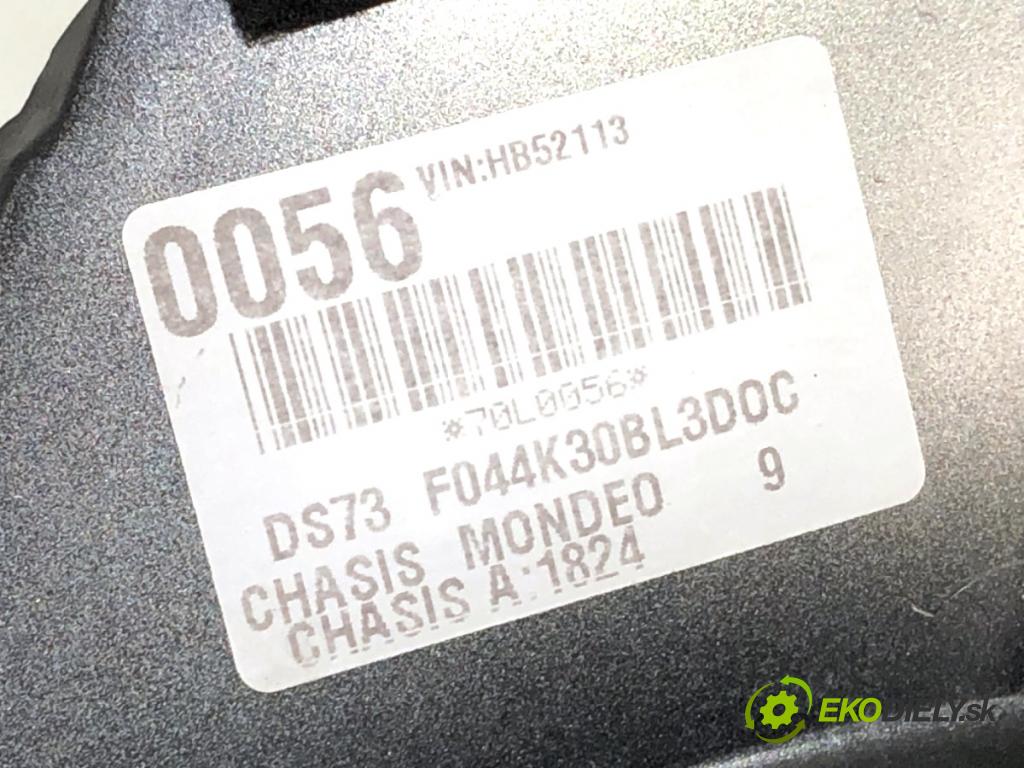 0056 VIN:HB52113
*70L0056*
DS73 F044K30BL3DOC
CHASIS MONDEO 9
CHASIS A:1824
EKODIELY.sk